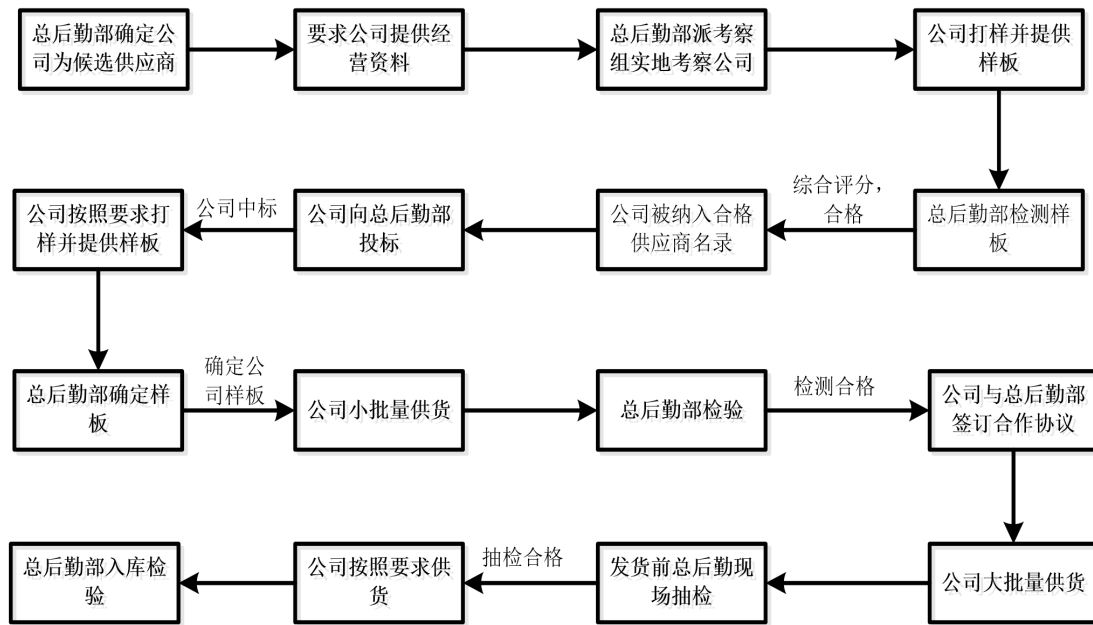 总后勤部确定公
司为候选供应商
要求公司提供经
营资料
总后勤部派考察
组实地考察公司
公司打样并提供
样板
总后勤部检测样
板
综合评分，
合格
公司被纳入合格
供应商名录
公司向总后勤部
投标
公司中标
公司按照要求打
样并提供样板
总后勤部确定样
板
确定公
司样板
公司小批量供货
总后勤部检验
检测合格
公司与总后勤部
签订合作协议
公司大批量供货
发货前总后勤现
场抽检
抽检合格
公司按照要求供
货
总后勤部入库检
验